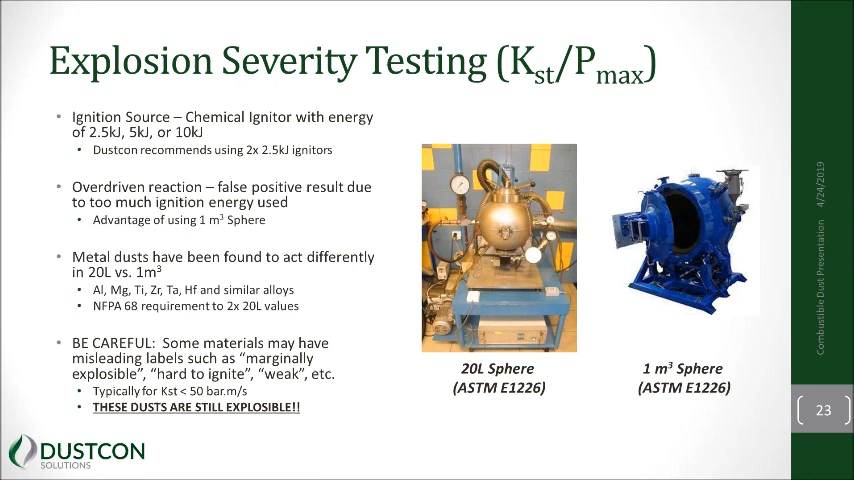 Explosion Severity Testing (Kst/Pmax)
• Ignition Source – Chemical Ignitor with energy
of 2.5kJ, 5kJ, or 10kJ
• Dustcon recommends using 2x 2.5kJ ignitors
• Overdriven reaction – false positive result due
to too much ignition energy used
• Advantage of using 1 m³ Sphere
• Metal dusts have been found to act differently
in 20L vs. 1m³
• Al, Mg, Ti, Zr, Ta, Hf and similar alloys
• NFPA 68 requirement to 2x 20L values
• BE CAREFUL: Some materials may have
misleading labels such as “marginally
explosible”, “hard to ignite”, “weak”, etc.
• Typically for Kst < 50 bar.m/s
• THESE DUSTS ARE STILL EXPLOSIBLE!!
20L Sphere
(ASTM E1226)
1 m³ Sphere
(ASTM E1226)
Combustible Dust Presentation 4/24/2019
23
DUSTCON
SOLUTIONS